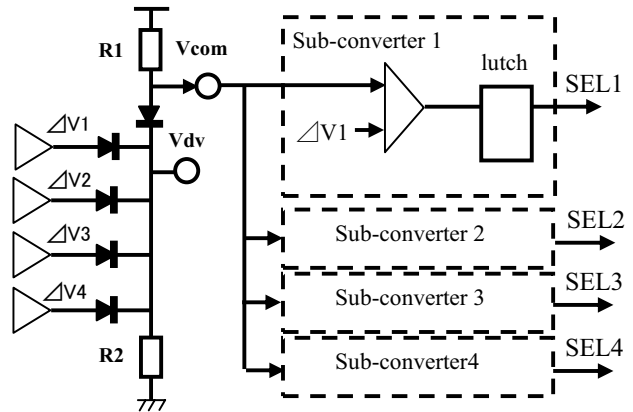 R1
Vcom
Sub-converter 1
lutch
SEL1
⊿V1
Vdv
⊿V1
⊿V2
⊿V3
⊿V4
R2
Sub-converter 2
SEL2
Sub-converter 3
SEL3
Sub-converter4
SEL4